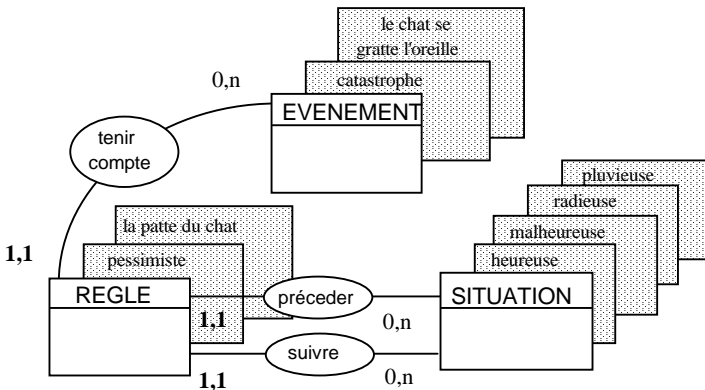 le chat se
gratte l'oreille
0,n
catastrophe
EVENEMENT
tenir
compte
pluvieuse
radieuse
la patte du chat
malheureuse
1,1
pessimiste
heureuse
REGLE
préceder
SITUATION
1,1
0,n
suivre
1,1
0,n